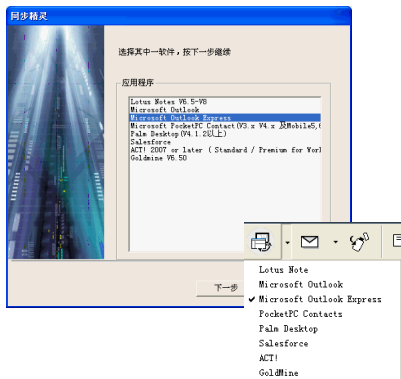 同步精灵
选择其中一软件，按下一步继续
应用程序
Lotus Notes V6.5-V8
Microsoft Outlook
Microsoft Outlook Express
Microsoft PocketPC Contact(V3.x V4.x 及Mobile5,6
Palm Desktop(V4.1.2以上)
Salesforce
ACT! 2007 or later ( Standard / Premium for Worl
Goldmine V6.50
下一步
Lotus Note
Microsoft Outlook
✓ Microsoft Outlook Express
PocketPC Contacts
Palm Desktop
Salesforce
ACT!
GoldMine